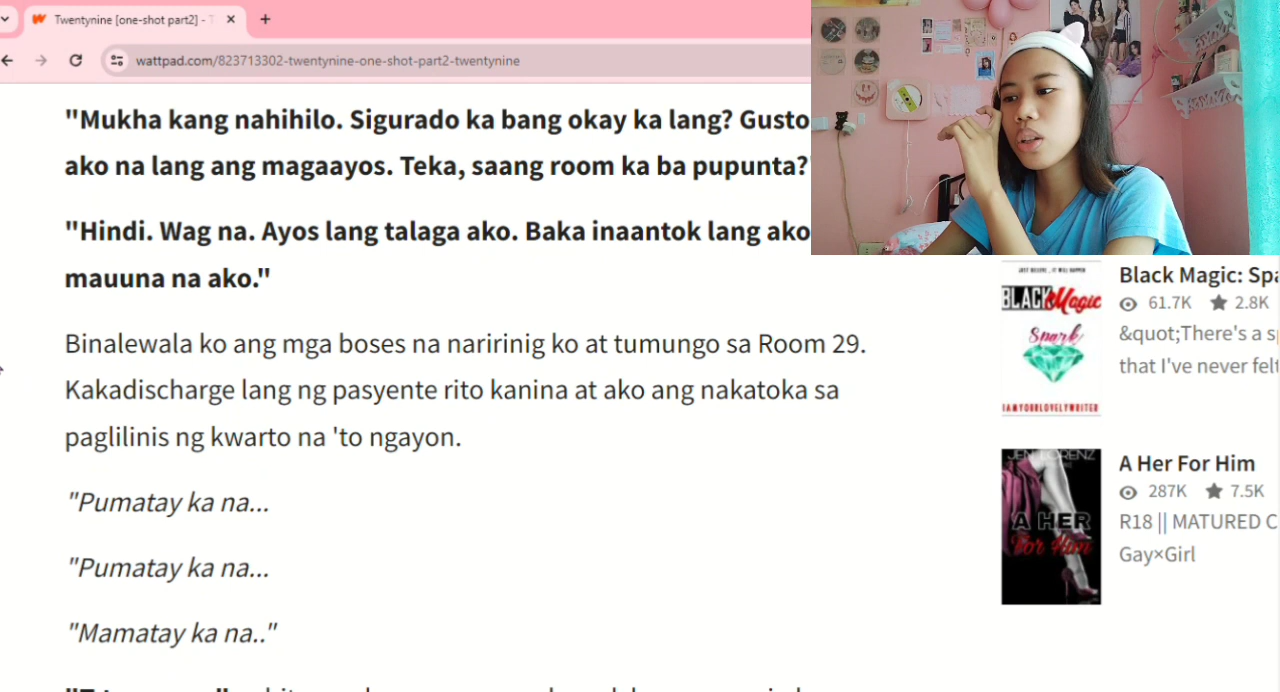 Twentynine [one-shot part2] -
wattpad.com/823713302-twentynine-one-shot-part2-twentynine
"Mukha kang nahihilo. Sigurado ka bang okay ka lang? Gusto
ako na lang ang magaayos. Teka, saang room ka ba pupunta?
"Hindi. Wag na. Ayos lang talaga ako. Baka inaantok lang ako
mauuna na ako."
Binalewala ko ang mga boses na naririnig ko at tumungo sa Room 29.
Kakadischarge lang ng pasyente rito kanina at ako ang nakatoka sa
paglilinis ng kwarto na 'to ngayon.
"Pumatay ka na...
"Pumatay ka na...
"Mamatay ka na.."
BLACK Magic
Spark
IAMYOURLOVELYWRITER
Black Magic: Spa
61.7K 2.8K
&quot;There's a s
that I've never felt
JEN LORENZ
A HER
For Him
A Her For Him
287K 7.5K
R18 || MATURED C
Gay×Girl